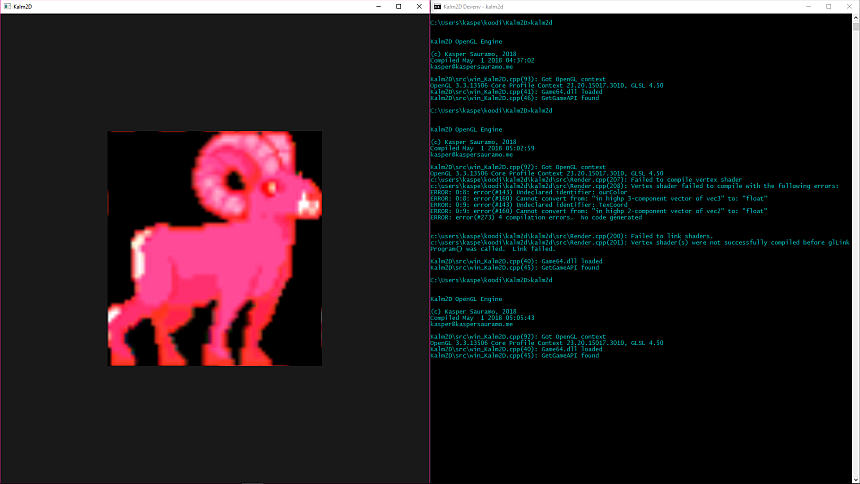 Kalm2D
Kalm2D Devenv - kalm2d
C:\Users\kaspe\koodi\Kalm2D>kalm2d
Kalm2D OpenGL Engine
(c) Kasper Sauramo, 2018
Compiled May  1 2018 04:37:02
kasper@kaspersauramo.me
Kalm2D\src\win_Kalm2D.cpp(93): Got OpenGL context
OpenGL 3.3.13506 Core Profile Context 23.20.15017.3010, GLSL 4.50
Kalm2D\src\win_Kalm2D.cpp(41): Game64.dll loaded
Kalm2D\src\win_Kalm2D.cpp(46): GetGameAPI found
C:\Users\kaspe\koodi\Kalm2D>kalm2d
Kalm2D OpenGL Engine
(c) Kasper Sauramo, 2018
Compiled May  1 2018 05:02:59
kasper@kaspersauramo.me
Kalm2D\src\win_Kalm2D.cpp(92): Got OpenGL context
OpenGL 3.3.13506 Core Profile Context 23.20.15017.3010, GLSL 4.50
c:\users\kaspe\koodi\kalm2d\kalm2d\src\Render.cpp(207): Failed to compile vertex shader
c:\users\kaspe\koodi\kalm2d\kalm2d\src\Render.cpp(208): Vertex shader failed to compile with the following errors:
ERROR: 0:8: error(#143) Undeclared identifier: ourColor
ERROR: 0:8: error(#160) Cannot convert from: "in highp 3-component vector of vec3" to: "float"
ERROR: 0:9: error(#143) Undeclared identifier: TexCoord
ERROR: 0:9: error(#160) Cannot convert from: "in highp 2-component vector of vec2" to: "float"
ERROR: error(#273) 4 compilation errors.  No code generated
c:\users\kaspe\koodi\kalm2d\kalm2d\src\Render.cpp(200): Failed to link shaders.
c:\users\kaspe\koodi\kalm2d\kalm2d\src\Render.cpp(201): Vertex shader(s) were not successfully compiled before glLink
Program() was called.  Link failed.
Kalm2D\src\win_Kalm2D.cpp(40): Game64.dll loaded
Kalm2D\src\win_Kalm2D.cpp(45): GetGameAPI found
C:\Users\kaspe\koodi\Kalm2D>kalm2d
Kalm2D OpenGL Engine
(c) Kasper Sauramo, 2018
Compiled May  1 2018 05:05:43
kasper@kaspersauramo.me
Kalm2D\src\win_Kalm2D.cpp(92): Got OpenGL context
OpenGL 3.3.13506 Core Profile Context 23.20.15017.3010, GLSL 4.50
Kalm2D\src\win_Kalm2D.cpp(40): Game64.dll loaded
Kalm2D\src\win_Kalm2D.cpp(45): GetGameAPI found